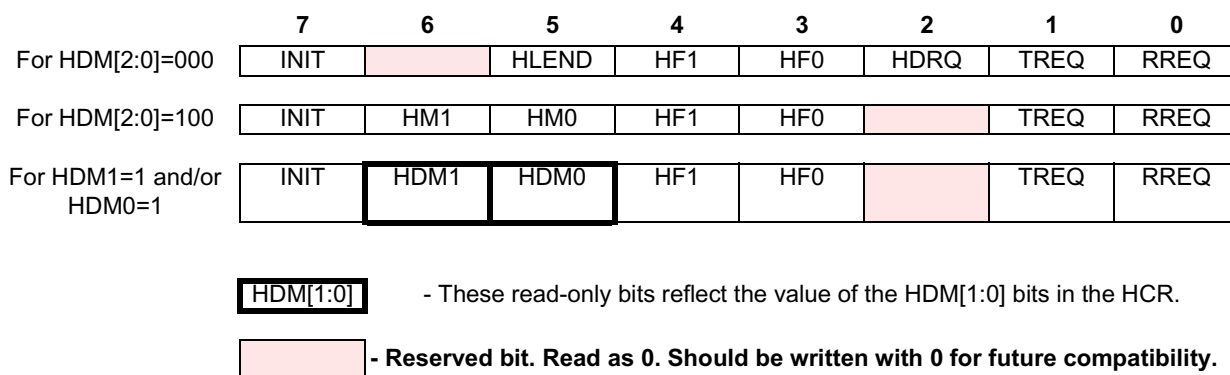 7 6 5 4 3 2 1 0
For HDM[2:0]=000 INIT HLEND HF1 HF0 HDRQ TREQ RREQ
For HDM[2:0]=100 INIT HM1 HM0 HF1 HF0 TREQ RREQ
For HDM1=1 and/or INIT HDM1 HDM0 HF1 HF0 TREQ RREQ
HDM0=1
HDM[1:0] - These read-only bits reflect the value of the HDM[1:0] bits in the HCR.
- Reserved bit. Read as 0. Should be written with 0 for future compatibility.